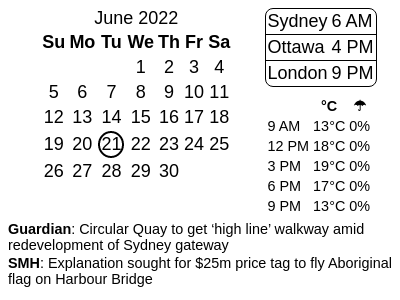 June 2022
Su Mo Tu We Th Fr Sa
1 2 3 4
5 6 7 8 9 10 11
12 13 14 15 16 17 18
19 20 21 22 23 24 25
26 27 28 29 30
Sydney 6 AM
Ottawa 4 PM
London 9 PM
°C ☂
9 AM 13°C 0%
12 PM 18°C 0%
3 PM 19°C 0%
6 PM 17°C 0%
9 PM 13°C 0%
Guardian: Circular Quay to get ‘high line’ walkway amid
redevelopment of Sydney gateway
SMH: Explanation sought for $25m price tag to fly Aboriginal
flag on Harbour Bridge